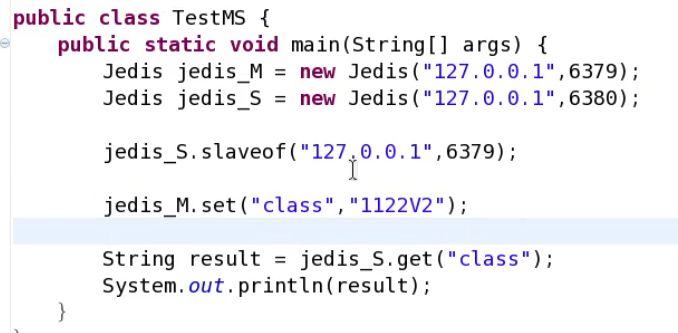 public class TestMS {
public static void main(String[] args) {
Jedis jedis_M = new Jedis("127.0.0.1",6379);
Jedis jedis_S = new Jedis("127.0.0.1",6380);
jedis_S.slaveof("127.0.0.1",6379);
jedis_M.set("class","1122V2");
String result = jedis_S.get("class");
System.out.println(result);
}
}